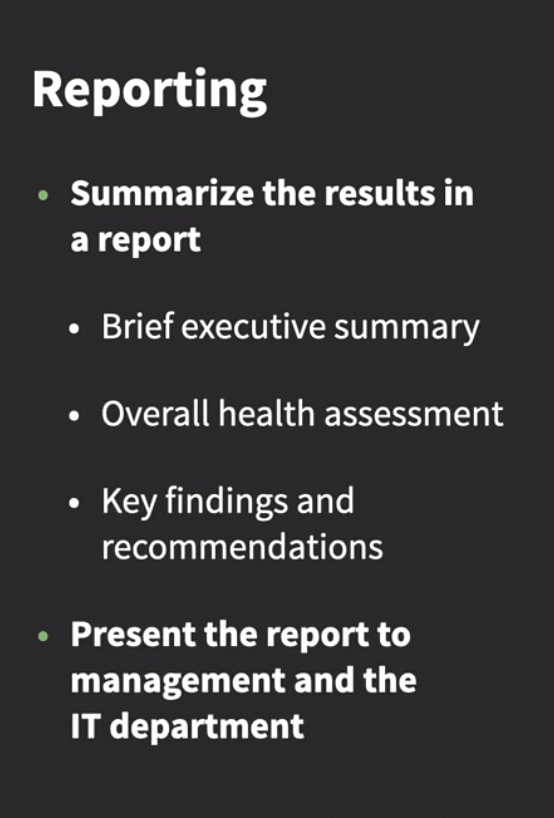 Reporting
• Summarize the results in
a report
• Brief executive summary
• Overall health assessment
• Key findings and
recommendations
• Present the report to
management and the
IT department